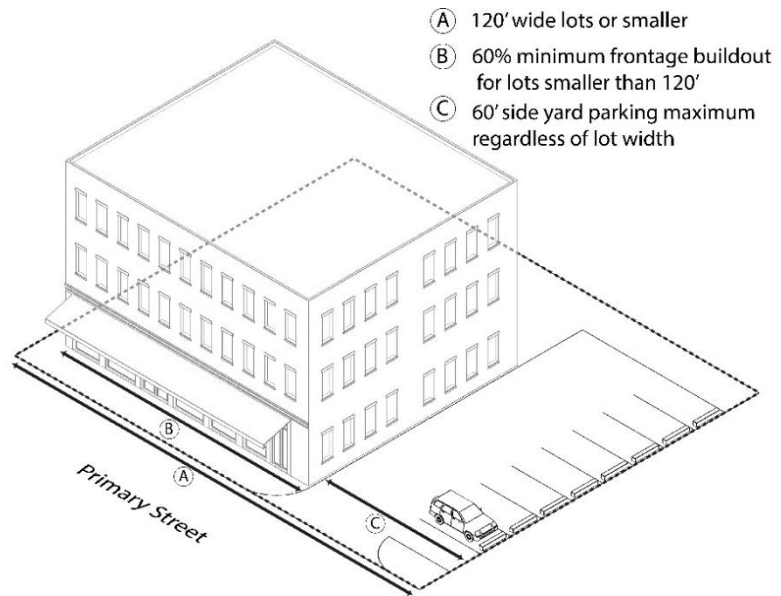 Ⓐ 120' wide lots or smaller
Ⓑ 60% minimum frontage buildout
for lots smaller than 120'
Ⓒ 60' side yard parking maximum
regardless of lot width
Ⓑ
Ⓐ
Primary Street
Ⓒ